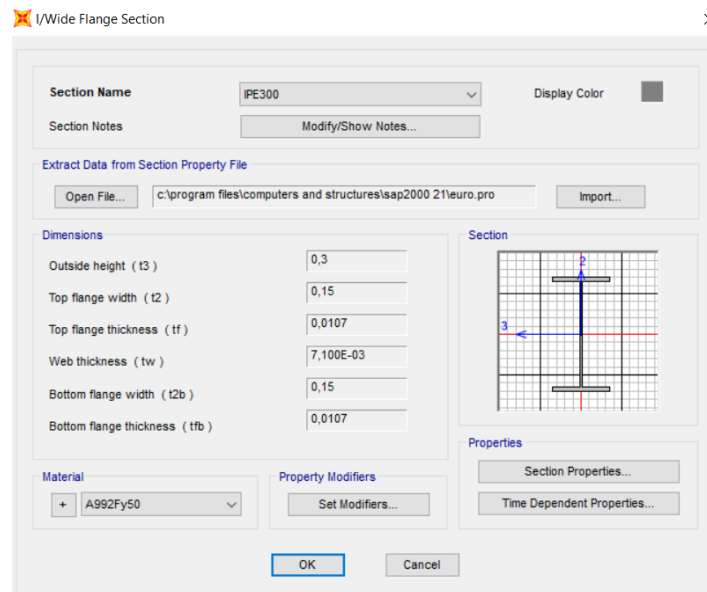 I/Wide Flange Section
Section Name IPE300 Display Color
Section Notes Modify/Show Notes...
Extract Data from Section Property File
Open File... c:\program files\computers and structures\sap2000 21\euro.pro Import...
Dimensions
Outside height ( t3 ) 0,3
Top flange width ( t2 ) 0,15
Top flange thickness ( tf ) 0,0107
Web thickness ( tw ) 7,100E-03
Bottom flange width ( t2b ) 0,15
Bottom flange thickness ( tfb ) 0,0107
Section
2
3
Material
+ A992Fy50
Property Modifiers
Set Modifiers...
Properties
Section Properties...
Time Dependent Properties...
OK Cancel